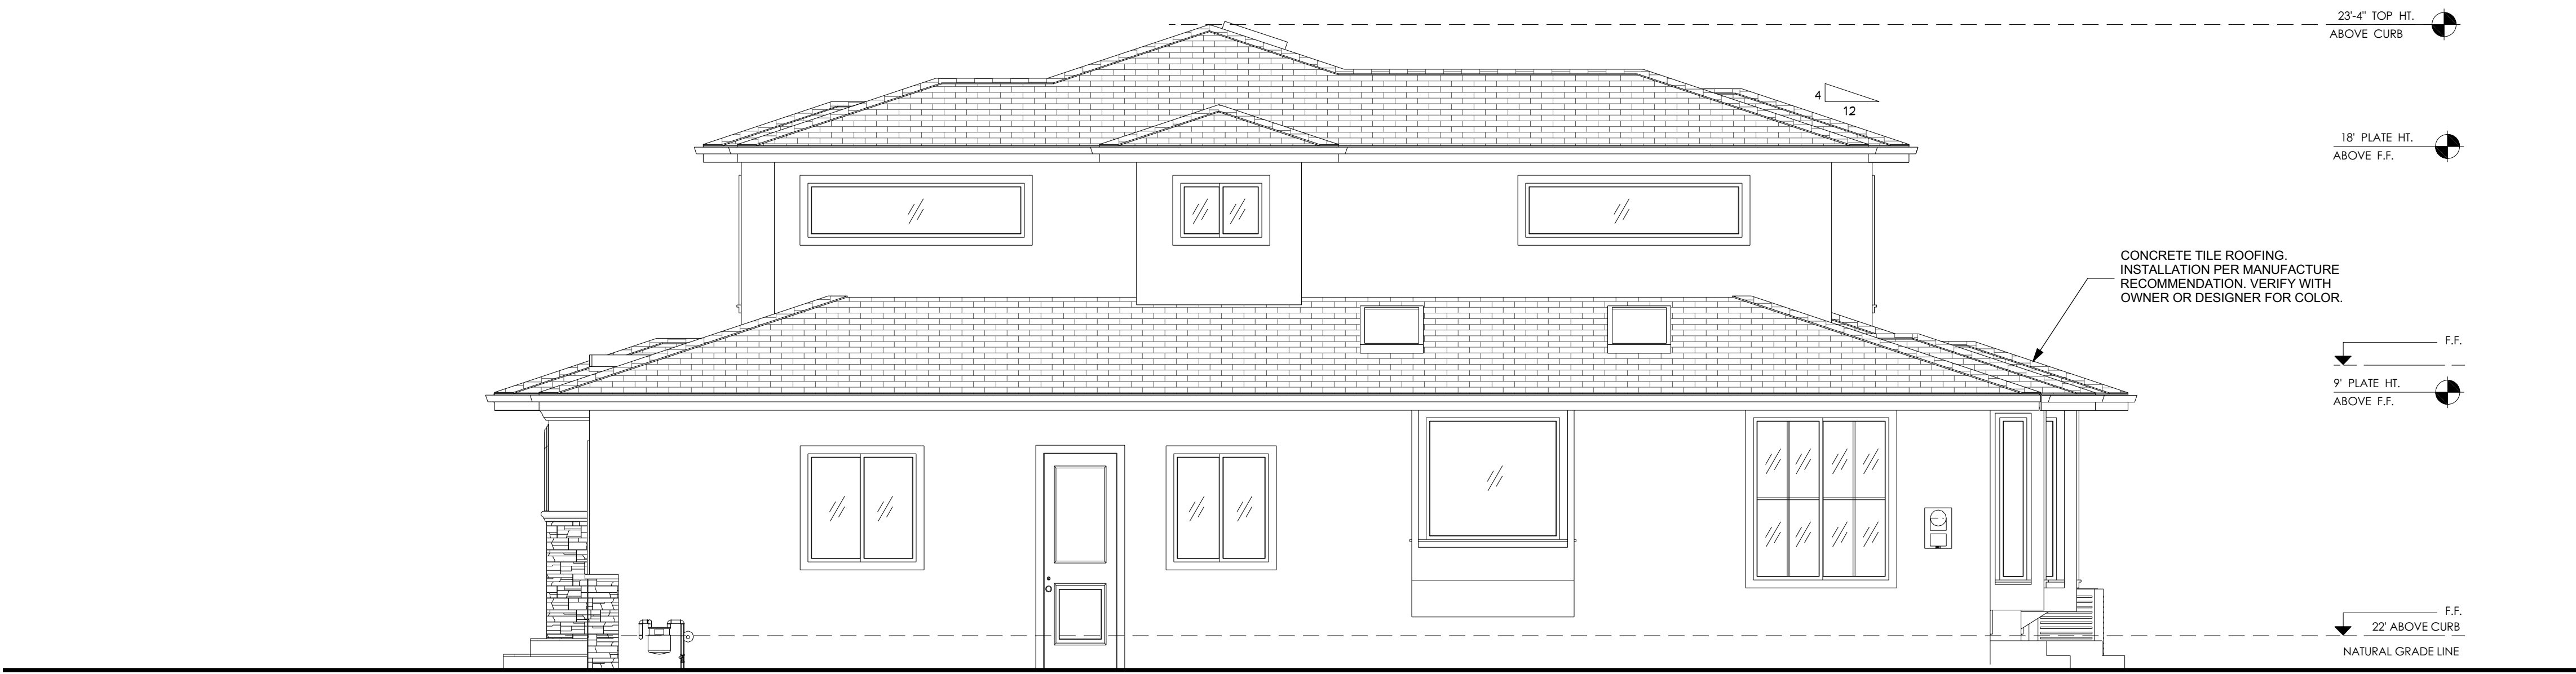 23'-4" TOP HT.
ABOVE CURB
4
12
18' PLATE HT.
ABOVE F.F.
CONCRETE TILE ROOFING.
INSTALLATION PER MANUFACTURE
RECOMMENDATION. VERIFY WITH
OWNER OR DESIGNER FOR COLOR.
F.F.
9' PLATE HT.
ABOVE F.F.
F.F.
22' ABOVE CURB
NATURAL GRADE LINE